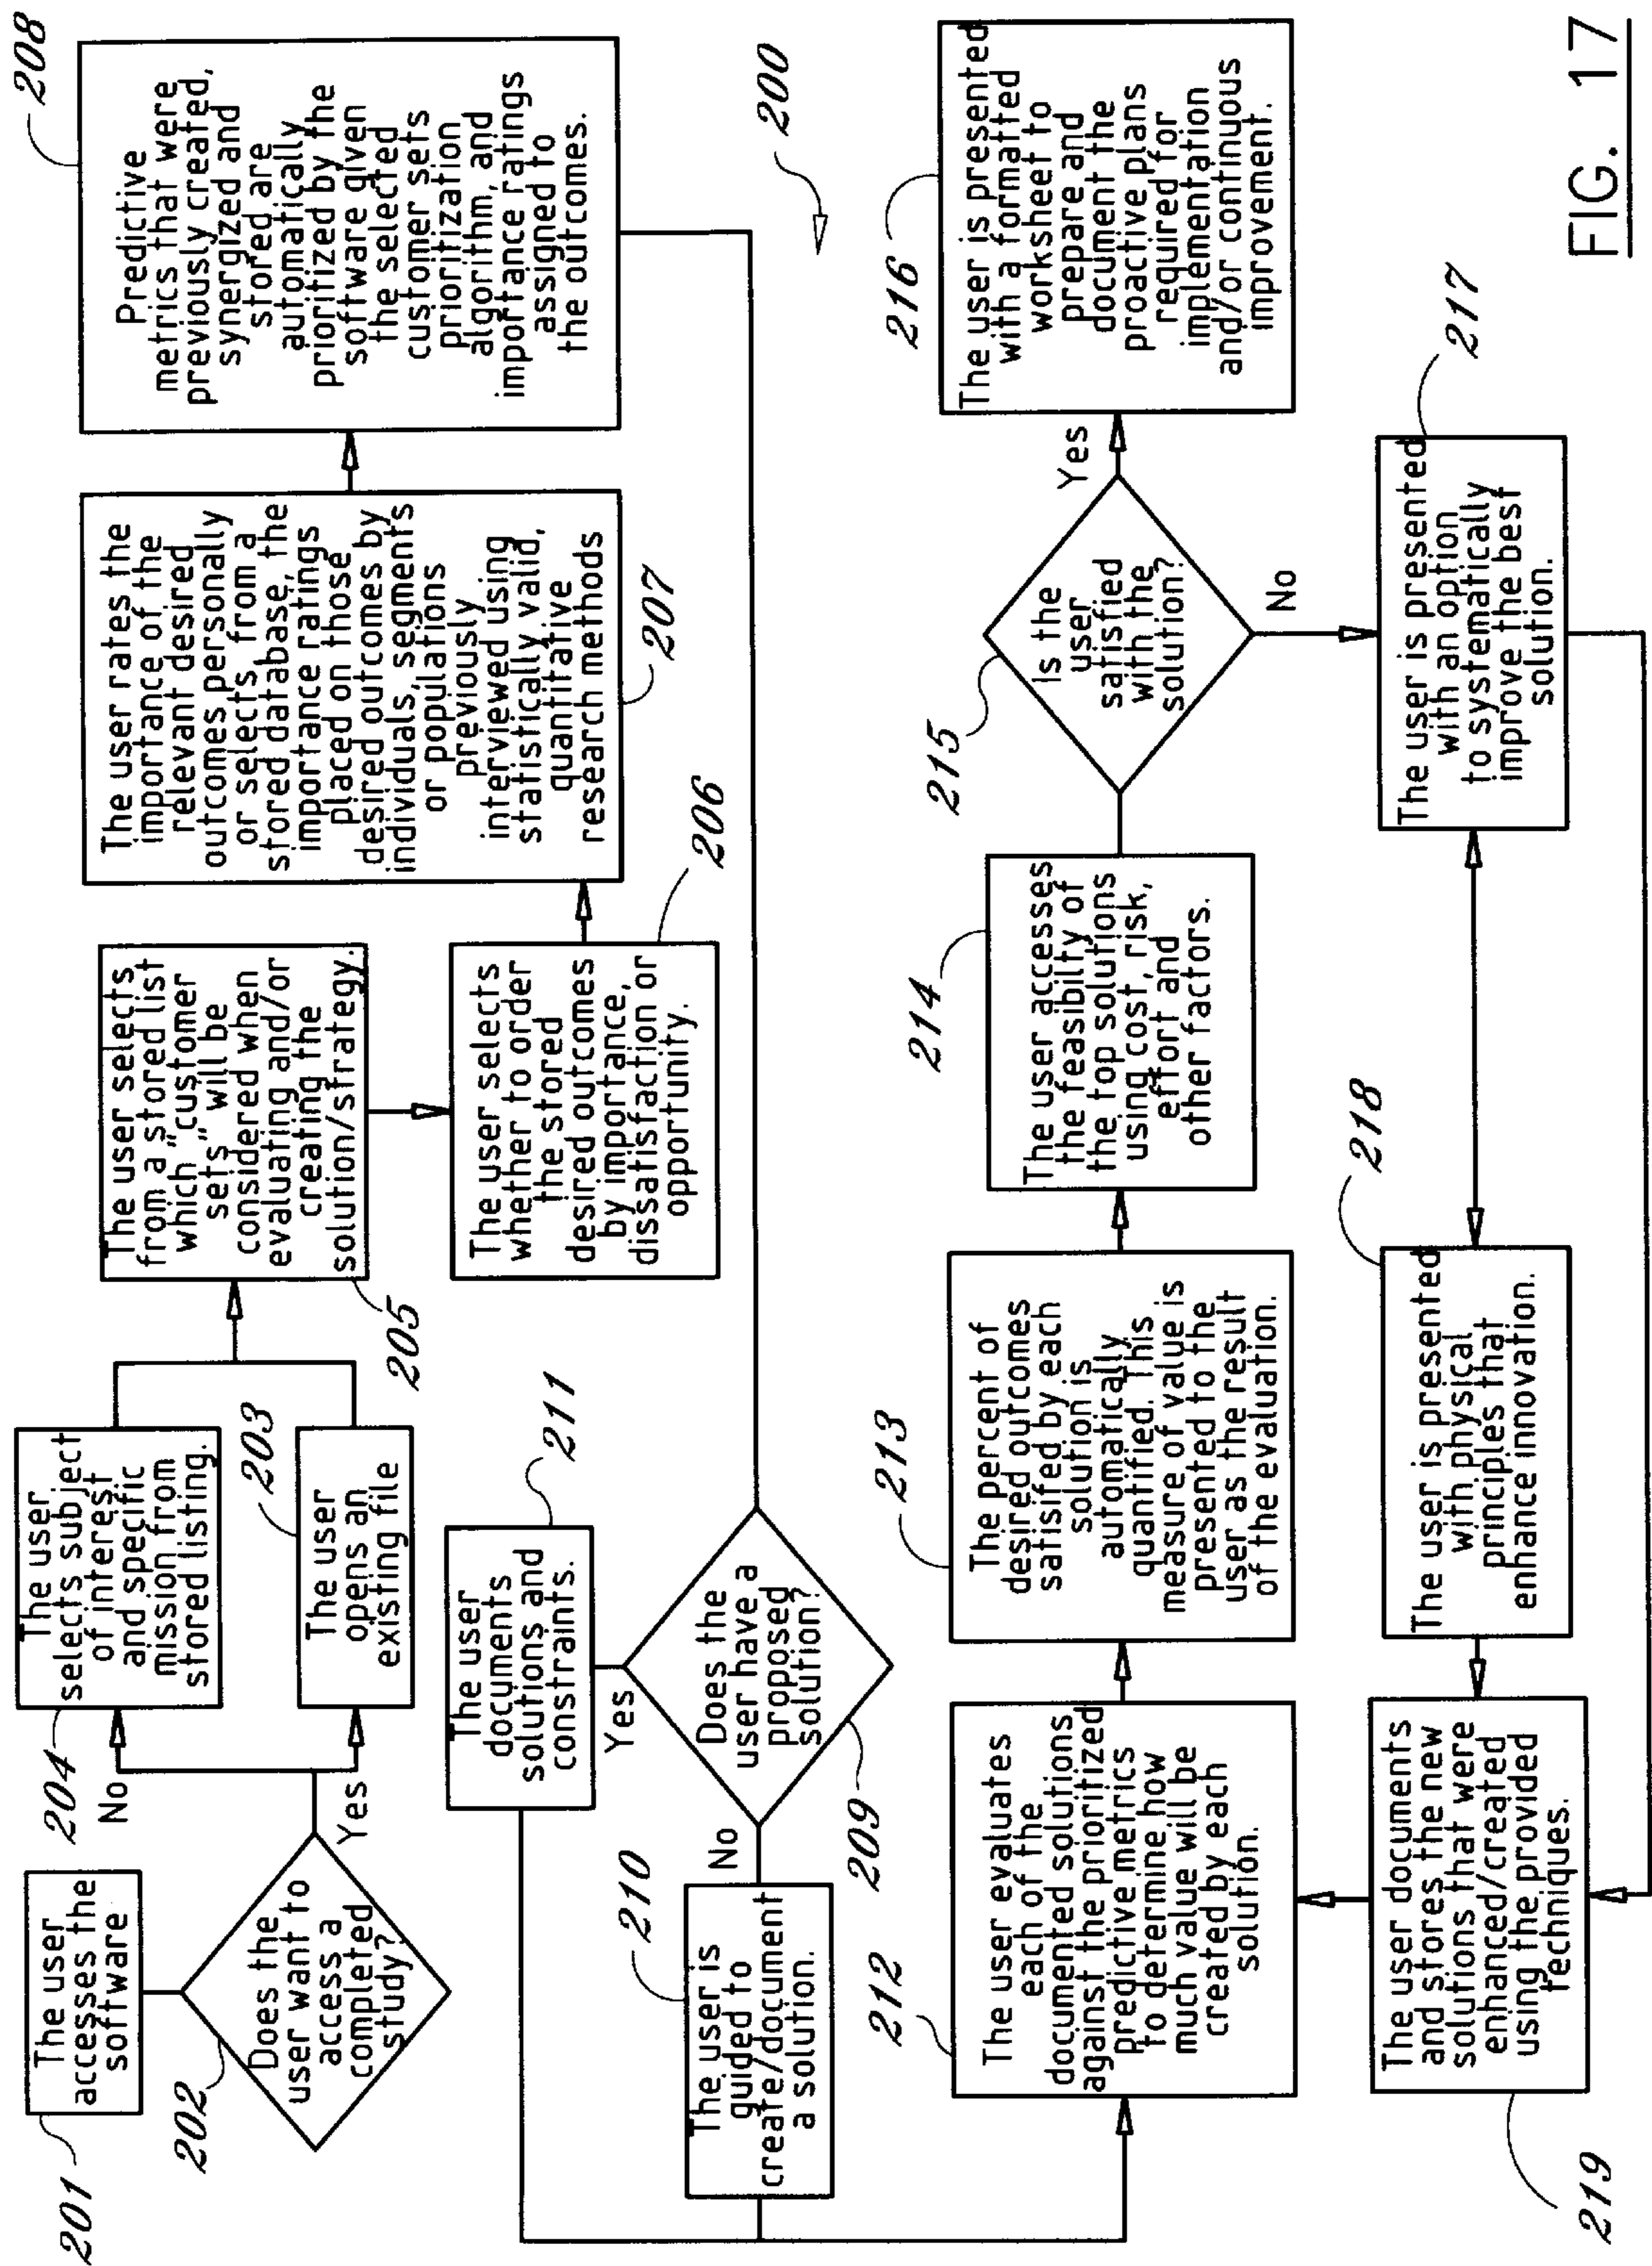 201
The user
accesses the
software
202
Does the
user want to
access a
completed
study?
No
Yes
204
The user
selects subject
of interest
and specific
mission from
stored listing.
203
The user
opens an
existing file
205
The user selects
from a "stored list
which "customer
sets" will be
considered when
evaluating and/or
creating the
solution/strategy.
206
The user selects
whether to order
the stored
desired outcomes
by importance,
dissatisfaction or
opportunity.
207
The user rates the
importance of the
relevant desired
outcomes personally
or selects, from a
stored database, the
importance ratings
placed on those
desired outcomes by
individuals, segments
or populations
previously
interviewed using
statistically valid,
quantitative
research methods
208
Predictive
metrics that were
previously created,
synergized and
stored are
automatically
prioritized by the
software given
the selected
customer sets
prioritization
algorithm, and
importance ratings
assigned to
the outcomes.
209
Does the
user have a
proposed
solution?
Yes
No
211
The user
documents
solutions and
constraints.
210
The user is
guided to
create/document
a solution.
200
212
The user evaluates
each of the
documented solutions
against the prioritized
predictive metrics
to determine how
much value will be
created by each
solution.
213
The percent of
desired outcomes
satisified by each
solution is
automatically
quantified. This
measure of value is
presented to the
user as the result
of the evaluation.
214
The user accesses
the feasibilty of
the top solutions
using cost, risk,
effort and
other factors.
215
Is the
user
satisfied
with the
solution?
Yes
No
216
The user is presented
with a formatted
worksheet to
prepare and
document the
proactive plans
required for
implementation
and/or continuous
improvement.
217
The user is presented
with an option
to systematically
improve the best
solution.
218
The user is presented
with physical
principles that
enhance innovation.
219
The user documents
and stores the new
solutions that were
enhanced/created
using the provided
techniques.
FIG. 17